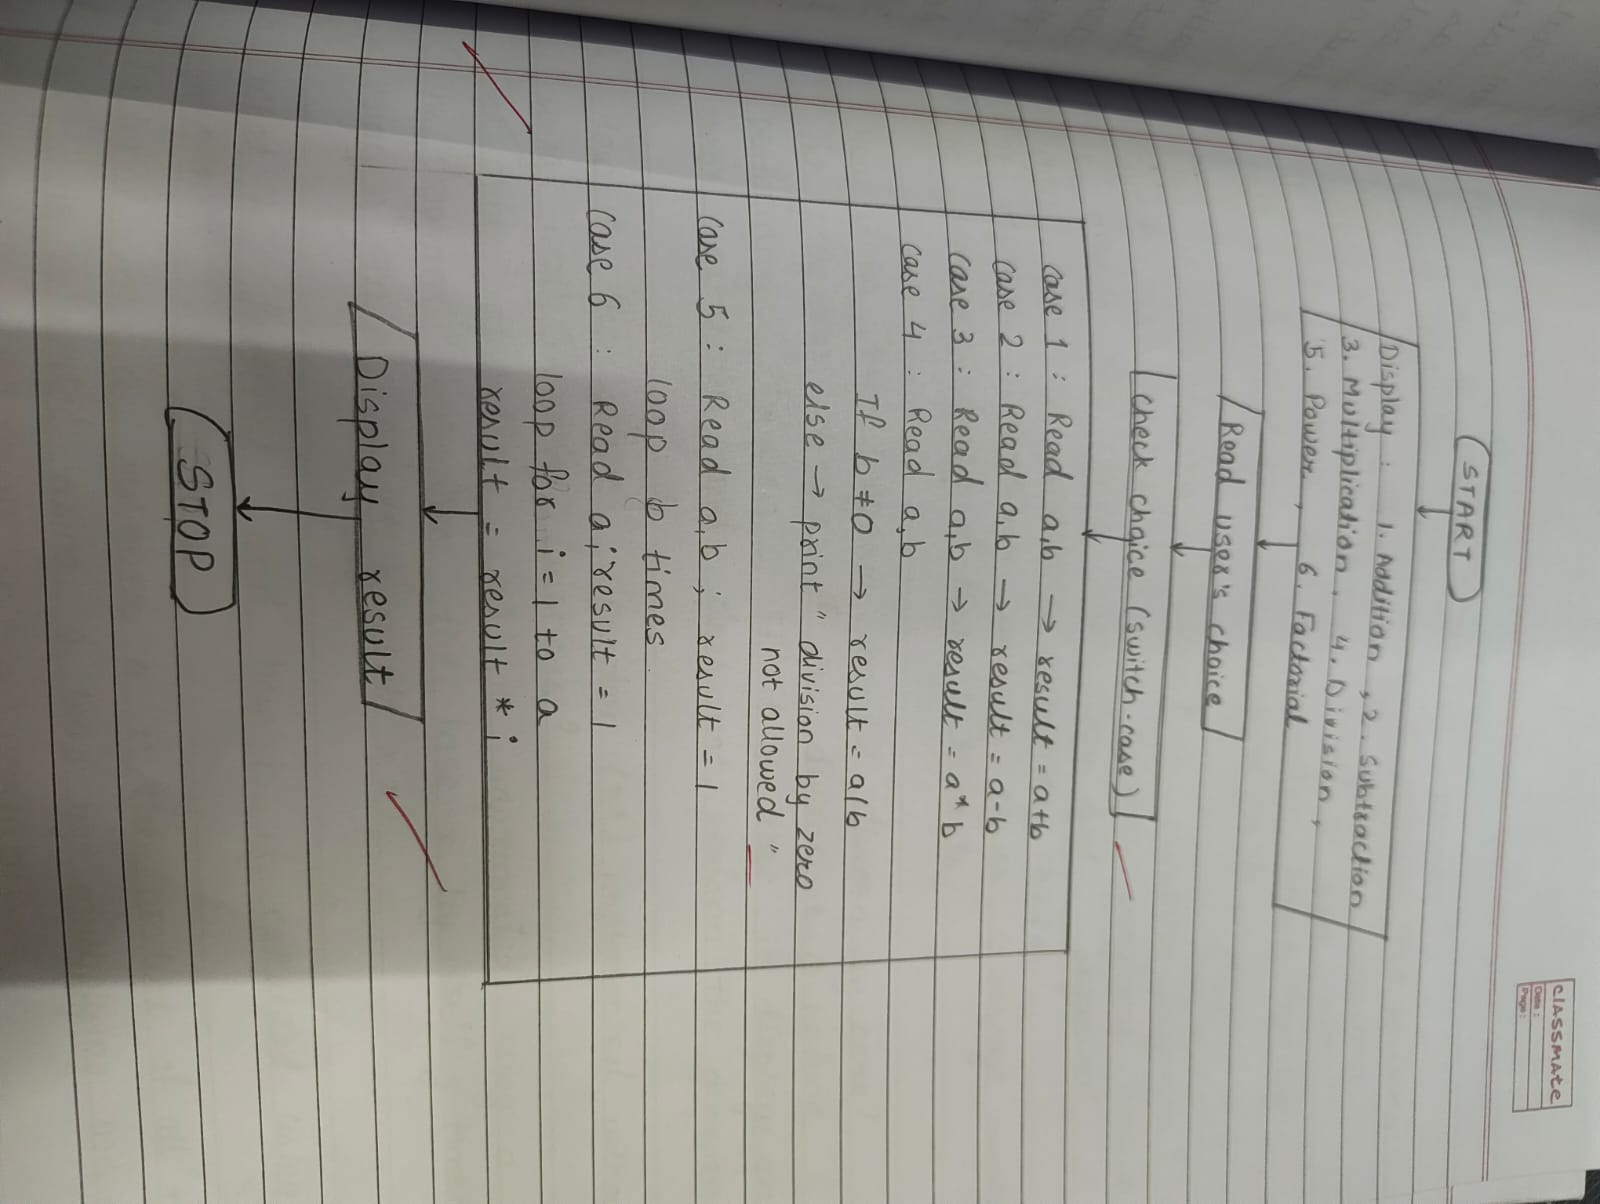 classmate
Date :
Page :
START
Display : 1. Addition , 2. Subtraction
3. Multiplication , 4. Division ,
5. Power , 6. Factorial
Read user's choice
Check choice (switch-case)
case 1 : Read a,b → result = a+b
case 2 : Read a,b → result = a-b
case 3 : Read a,b → result = a*b
case 4 : Read a,b
If b≠0 → result = a/b
else → print " division by zero
not allowed "
case 5 : Read a,b ; result = 1
loop b times
case 6 : Read a ; result = 1
loop for i = 1 to a
result = result * i
Display result
STOP